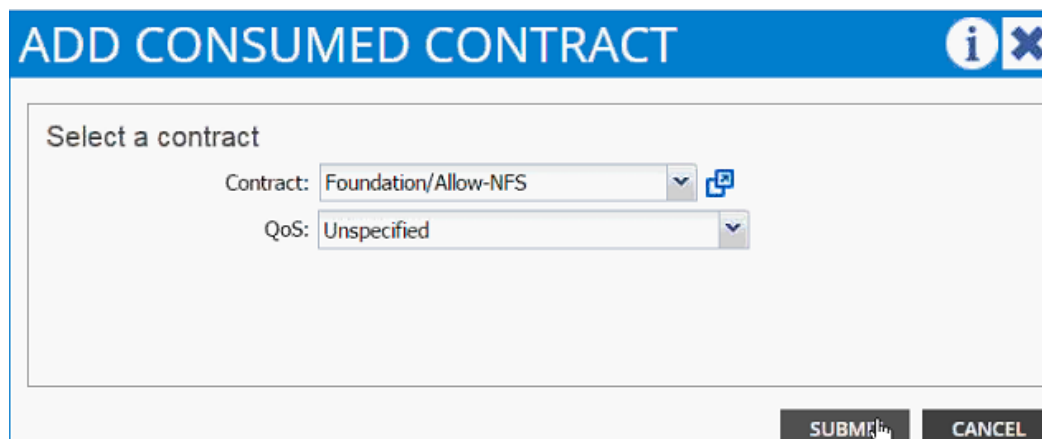 ADD CONSUMED CONTRACT
Select a contract
Contract: Foundation/Allow-NFS
QoS: Unspecified
CANCEL